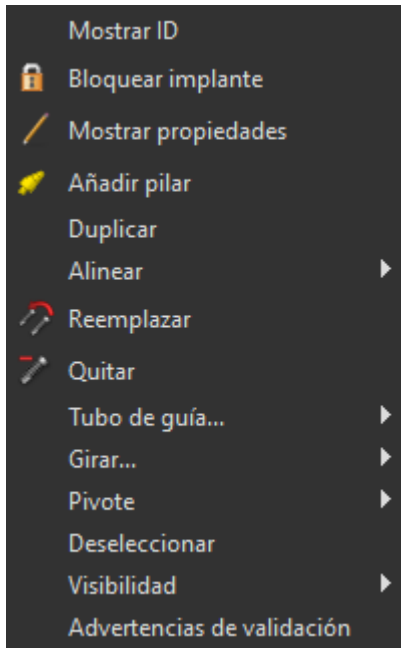 Mostrar ID
Bloquear implante
Mostrar propiedades
Añadir pilar
Duplicar
Alinear
Reemplazar
Quitar
Tubo de guía...
Girar...
Pivote
Deseleccionar
Visibilidad
Advertencias de validación